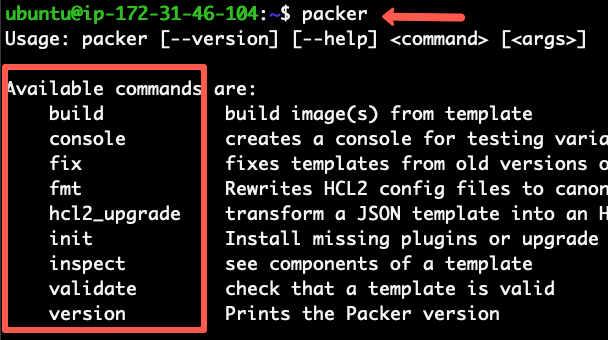 ubuntu@ip-172-31-46-104:~$ packer
Usage: packer [--version] [--help] <command> [<args>]
Available commands are:
build build image(s) from template
console creates a console for testing varia
fix fixes templates from old versions o
fmt Rewrites HCL2 config files to canon
hcl2_upgrade transform a JSON template into an H
init Install missing plugins or upgrade
inspect see components of a template
validate check that a template is valid
version Prints the Packer version